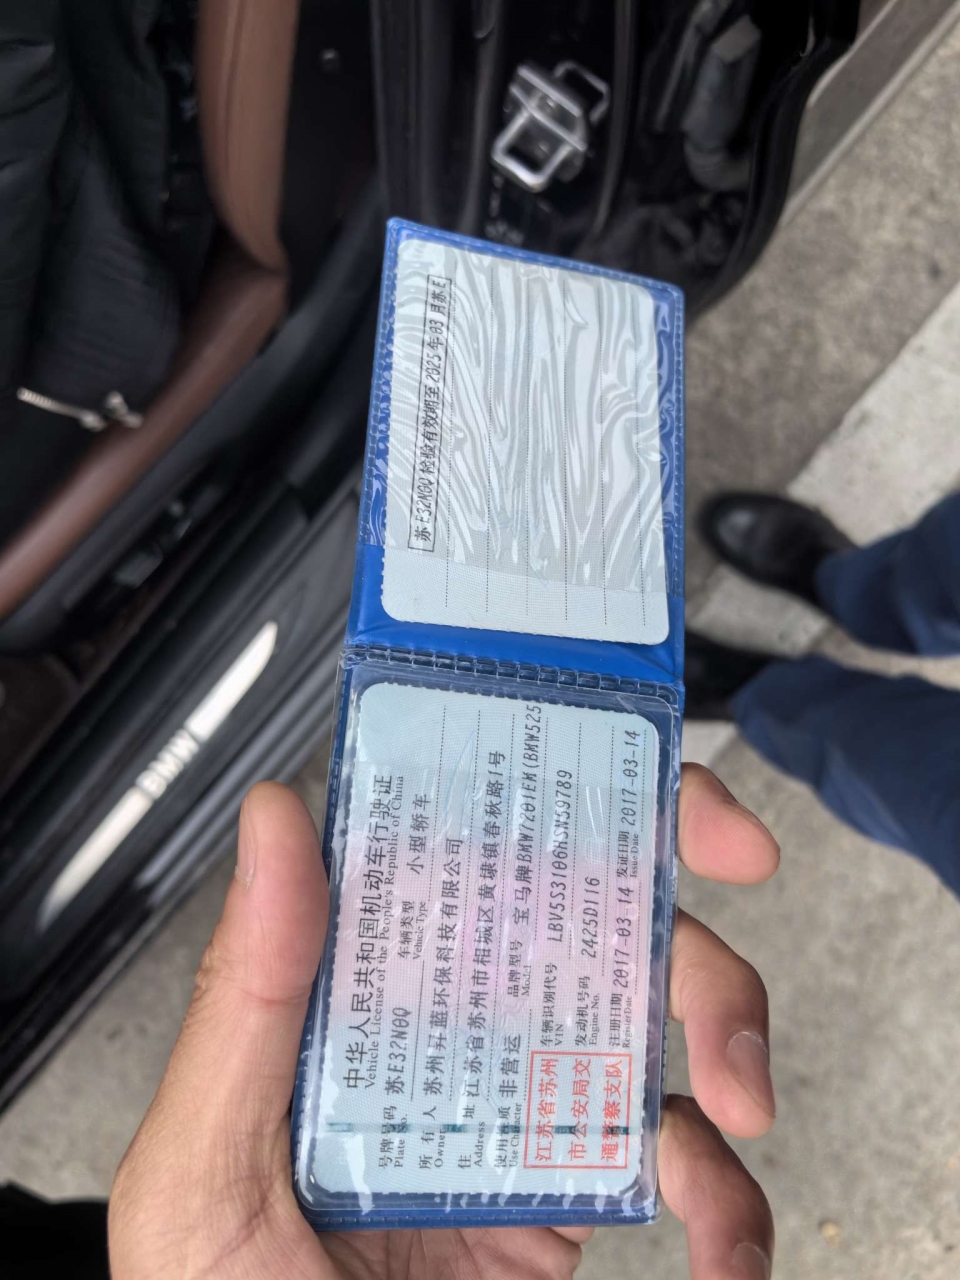 苏E32N0Q检验有效期至2025年03月苏E
中华人民共和国机动车行驶证
Vehicle License of the People's Republic of China
号牌号码 苏E32N0Q 车辆类型 小型轿车
Plate No. Vehicle Type
所有人 苏州昇蓝环保科技有限公司
Owner
住址 江苏省苏州市相城区黄埭镇春秋路1号
Address
使用性质 非营运 品牌型号 宝马牌BMW7201EM(BMW525
Use Character Model
车辆识别代号 LBV5S3106HSN59789
VIN
发动机号码 2425D116
Engine No.
注册日期 2017-03-14 发证日期 2017-03-14
Register Date Issue Date
江苏省苏州
市公安局交
通警察支队
BMW